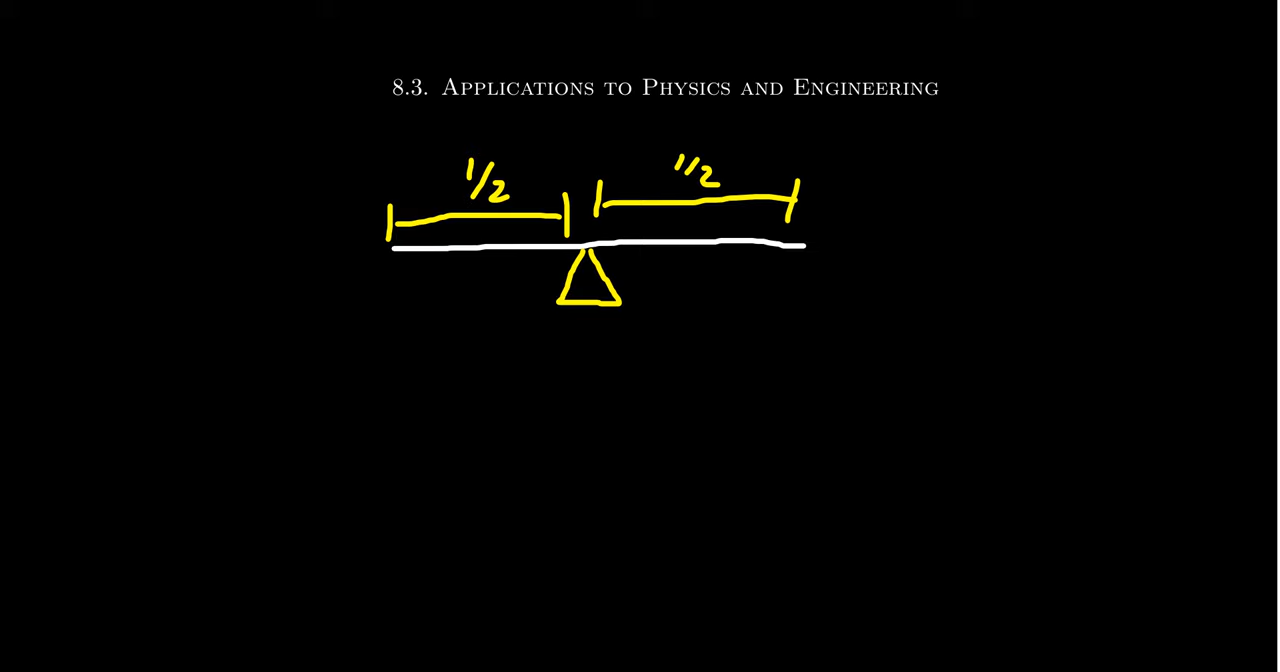 8.3. Applications to Physics and Engineering
1/2 1/2